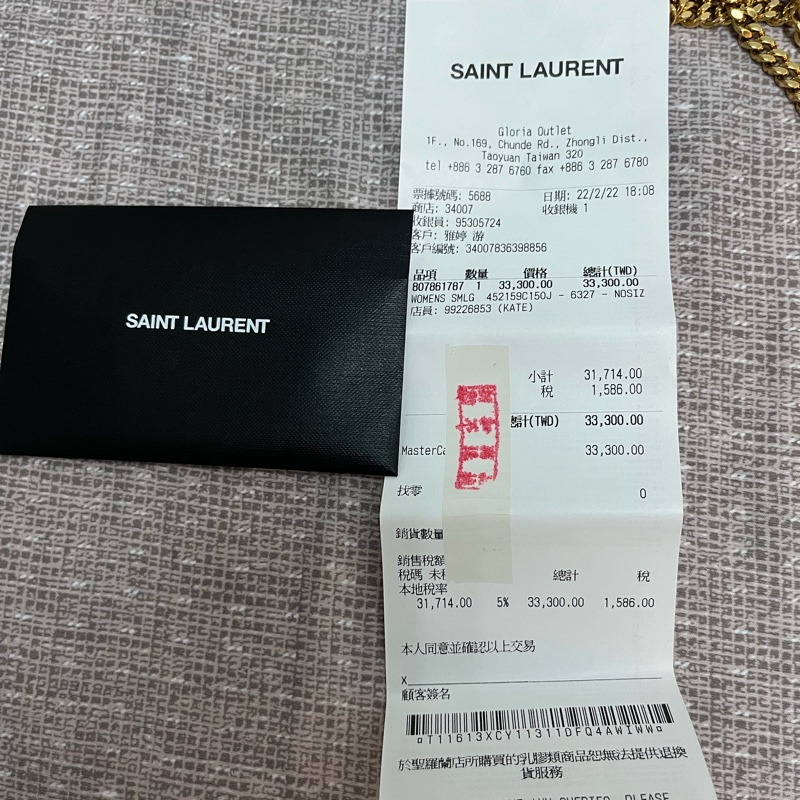 SAINT LAURENT
SAINT LAURENT
Gloria Outlet
1F., No.169, Chunde Rd., Zhongli Dist.,
Taoyuan Taiwan 320
tel +886 3 287 6760 fax +886 3 287 6780
票據號碼: 5688 日期: 22/2/22 18:08
商店: 34007 收銀機 1
收銀員: 95305724
客戶: 雅婷 游
客戶編號: 34007836398856
品項 數量 價格 總計(TWD)
807861787 1 33,300.00 33,300.00
WOMENS SMLG 452159C150J - 6327 - NOSIZ
店員: 99226853 (KATE)
小計 31,714.00
稅 1,586.00
總計(TWD) 33,300.00
MasterCa 33,300.00
找零 0
銷貨數量
銷售稅額
稅碼 未稅 總計 稅
本地稅率
31,714.00 5% 33,300.00 1,586.00
本人同意並確認以上交易
x
顧客簽名
¤T11613XCY11311DFQ4AWIWW¤
於聖羅蘭店所購買的乳膠類商品恕無法提供退換
貨服務
ANY QUERIES, PLEASE